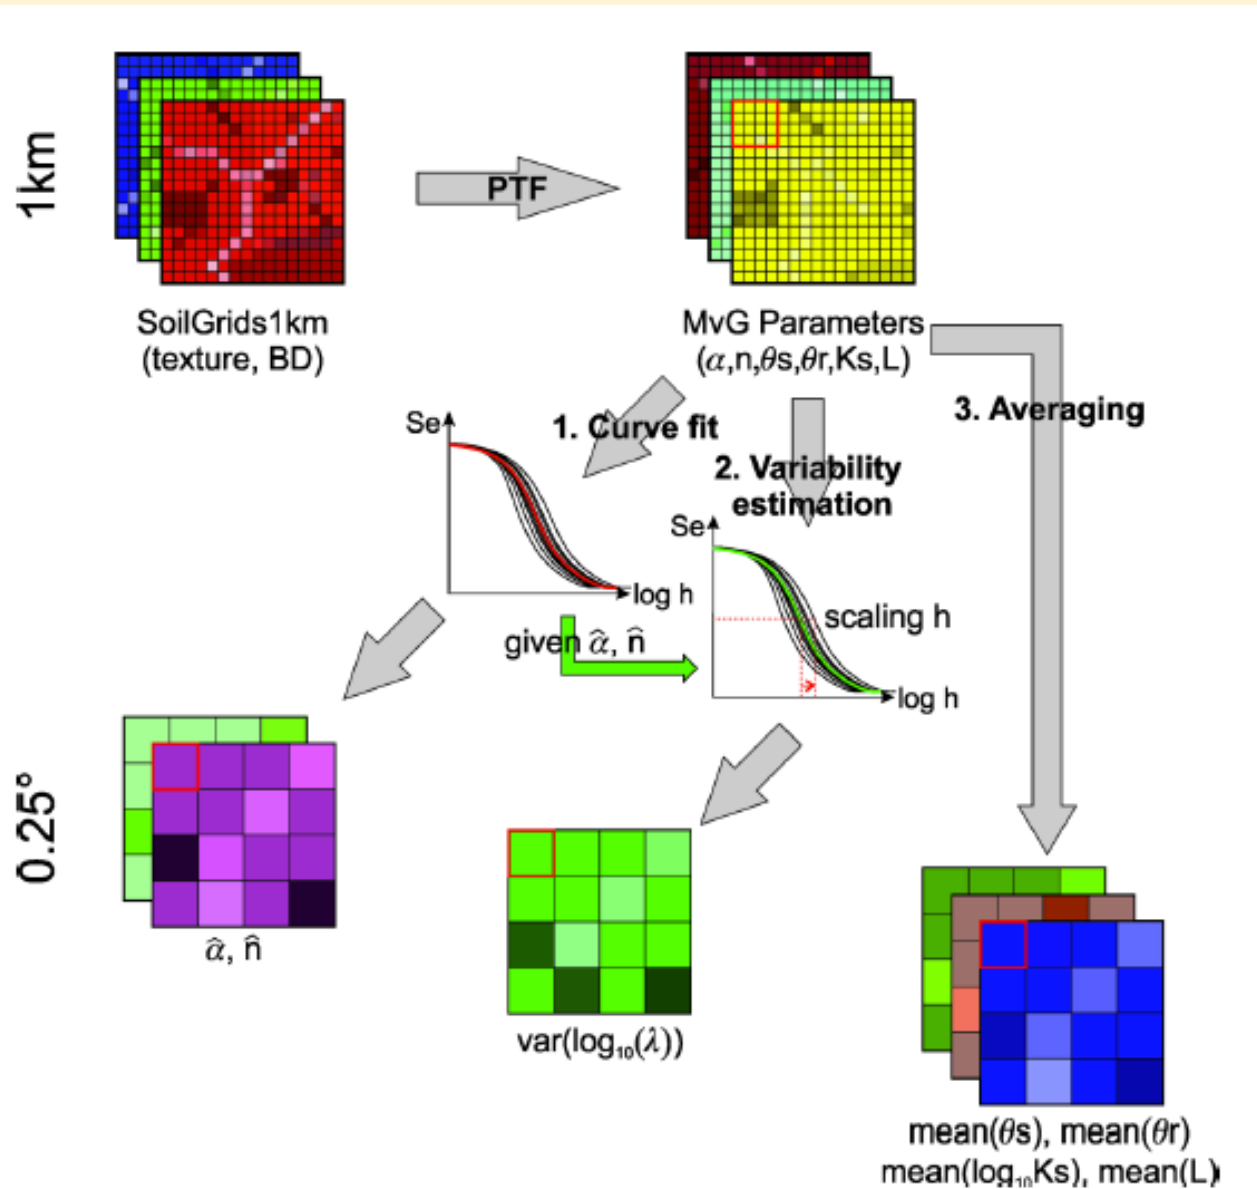 1km
PTF
SoilGrids1km
(texture, BD)
MvG Parameters
(α,n,θs,θr,Ks,L)
1. Curve fit
2. Variability
estimation
3. Averaging
Se
log h
given α̂, n̂
Se
scaling h
log h
0.25°
α̂, n̂
var(log₁₀(λ))
mean(θs), mean(θr)
mean(log₁₀Ks), mean(L)